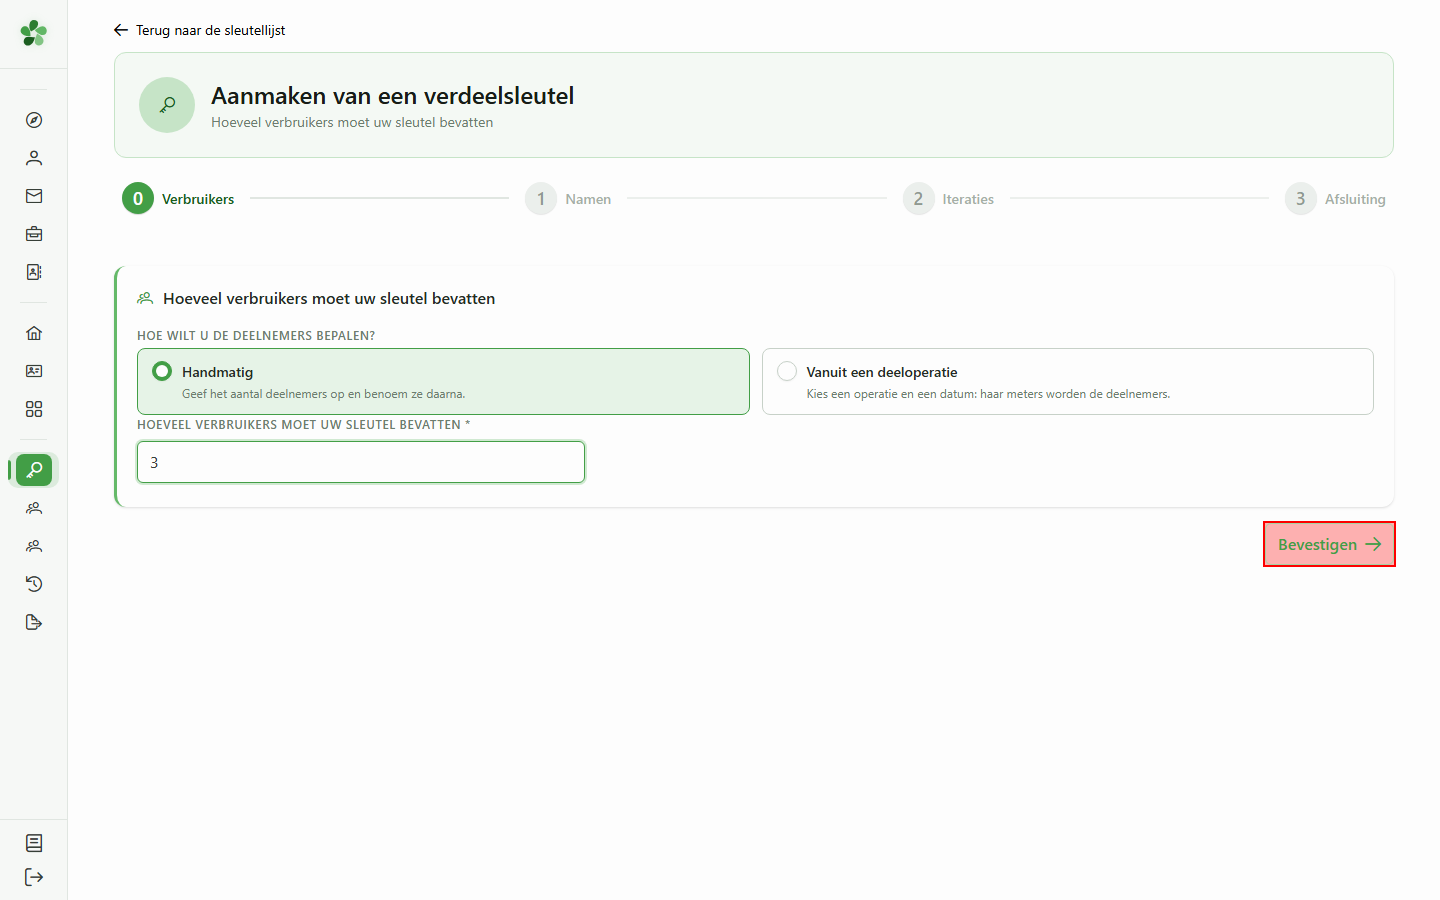 Terug naar de sleutellijst
Aanmaken van een verdeelsleutel
Hoeveel verbruikers moet uw sleutel bevatten
0 Verbruikers
1 Namen
2 Iteraties
3 Afsluiting
Hoeveel verbruikers moet uw sleutel bevatten
HOE WILT U DE DEELNEMERS BEPALEN?
Handmatig
Geef het aantal deelnemers op en benoem ze daarna.
Vanuit een deeloperatie
Kies een operatie en een datum: haar meters worden de deelnemers.
HOEVEEL VERBRUIKERS MOET UW SLEUTEL BEVATTEN *
3
Bevestigen